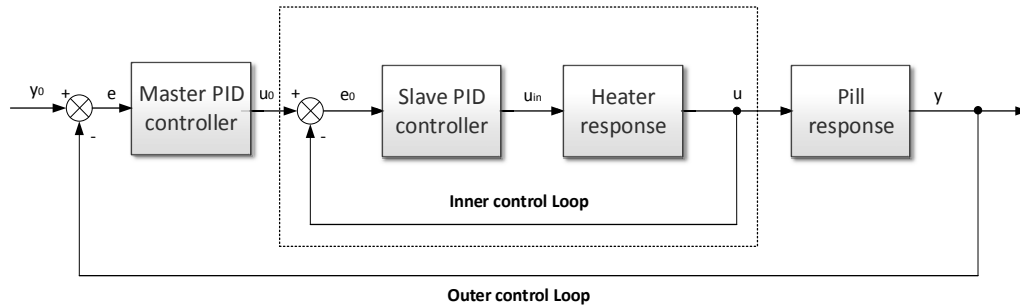 y₀
+
-
e
Master PID
controller
u₀
+
-
e₀
Slave PID
controller
uᵢₙ
Heater
response
u
Pill
response
y
Inner control Loop
Outer control Loop